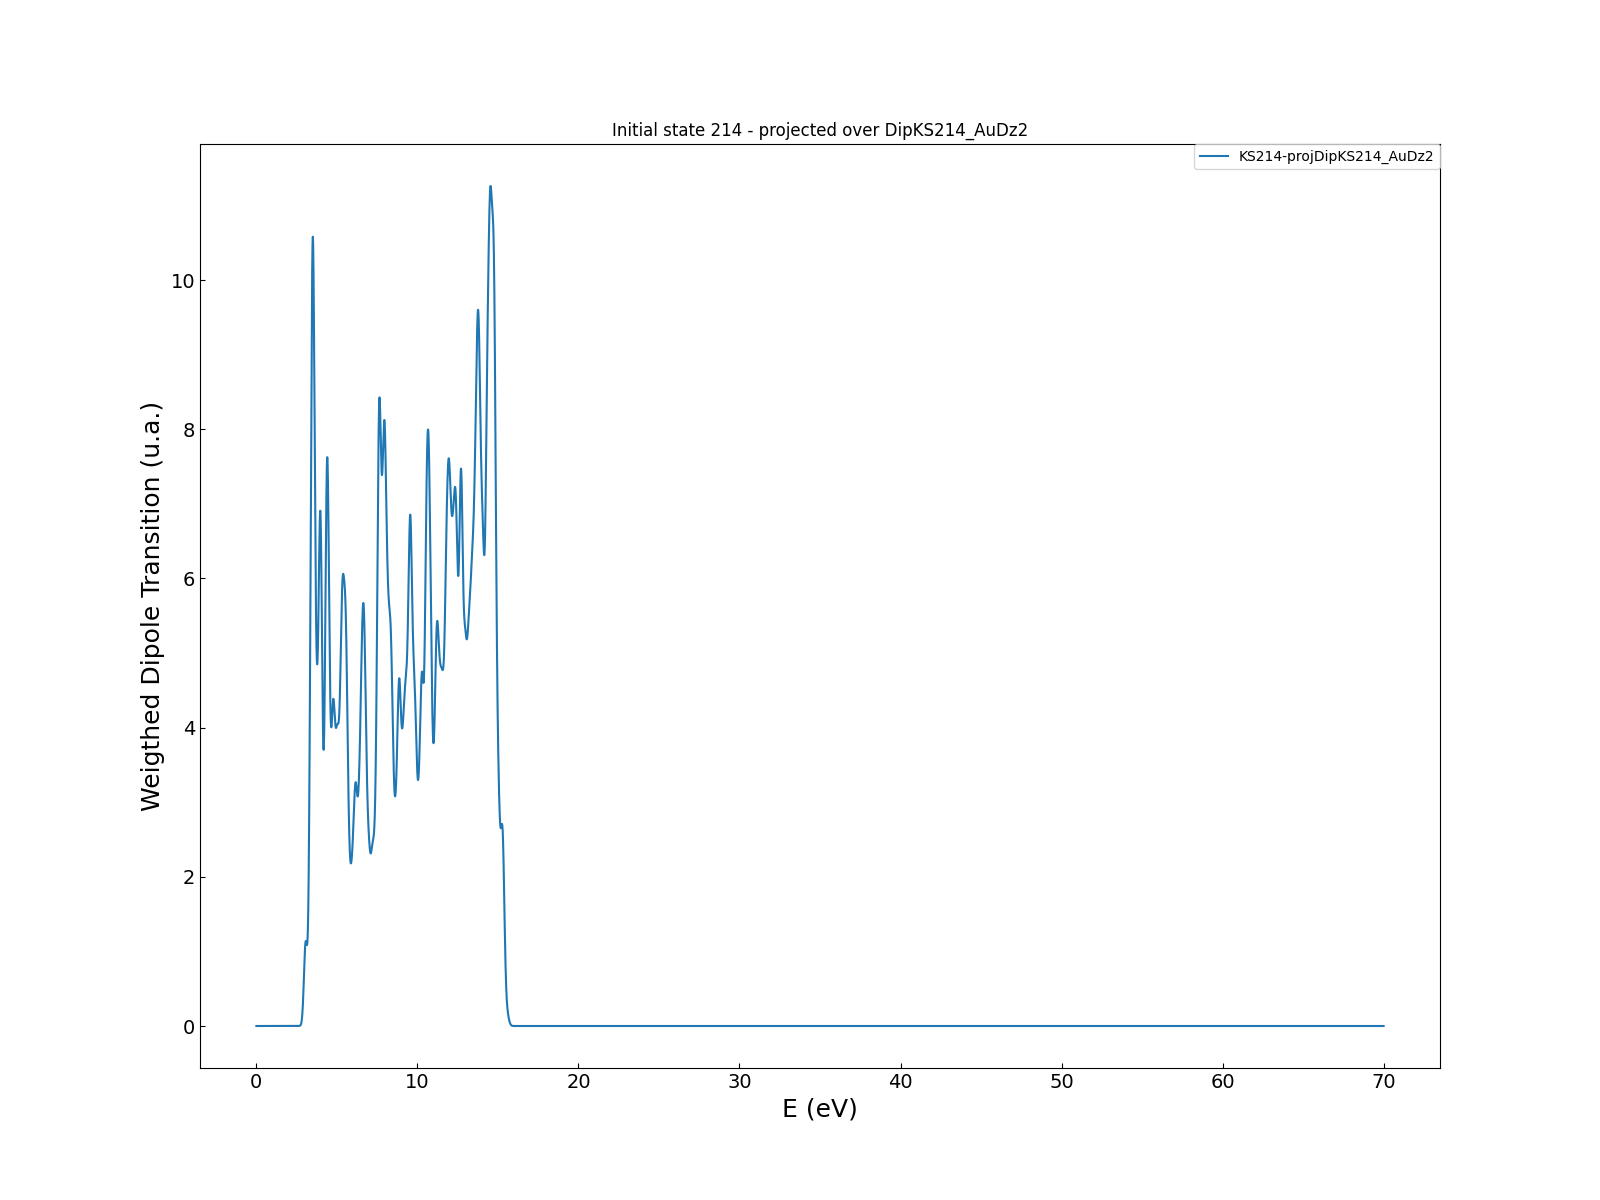 Initial state 214 - projected over DipKS214_AuDz2
KS214-projDipKS214_AuDz2
Weigthed Dipole Transition (u.a.)
10
8
6
4
2
0
0 10 20 30 40 50 60 70
E (eV)